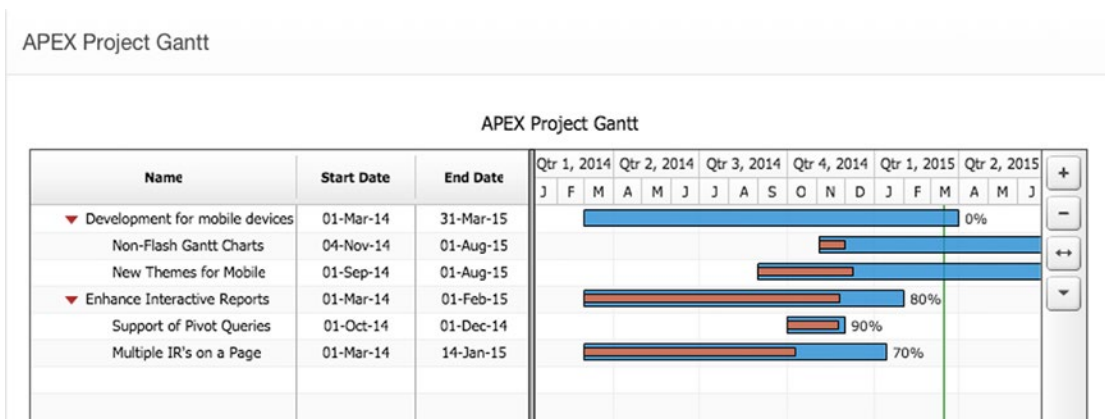 APEX Project Gantt
APEX Project Gantt
Name Start Date End Date Qtr 1, 2014 Qtr 2, 2014 Qtr 3, 2014 Qtr 4, 2014 Qtr 1, 2015 Qtr 2, 2015
J F M A M J J A S O N D J F M A M J
Development for mobile devices 01-Mar-14 31-Mar-15 0%
Non-Flash Gantt Charts 04-Nov-14 01-Aug-15
New Themes for Mobile 01-Sep-14 01-Aug-15
Enhance Interactive Reports 01-Mar-14 01-Feb-15 80%
Support of Pivot Queries 01-Oct-14 01-Dec-14 90%
Multiple IR's on a Page 01-Mar-14 14-Jan-15 70%